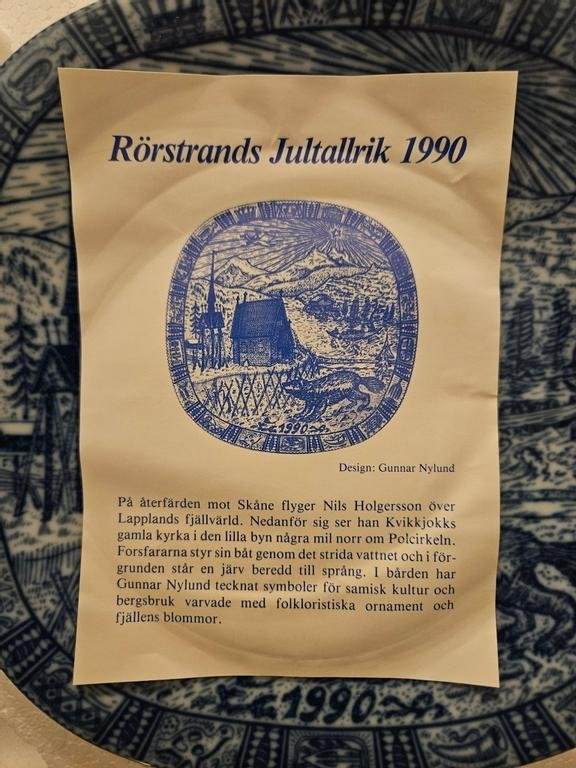 Rörstrands Jultallrik 1990
1990
Design: Gunnar Nylund
På återfärden mot Skåne flyger Nils Holgersson över
Lapplands fjällvärld. Nedanför sig ser han Kvikkjokks
gamla kyrka i den lilla byn några mil norr om Polcirkeln.
Forsfararna styr sin båt genom det strida vattnet och i för-
grunden står en järv beredd till språng. I bården har
Gunnar Nylund tecknat symboler för samisk kultur och
bergsbruk varvade med folkloristiska ornament och
fjällens blommor.
1990